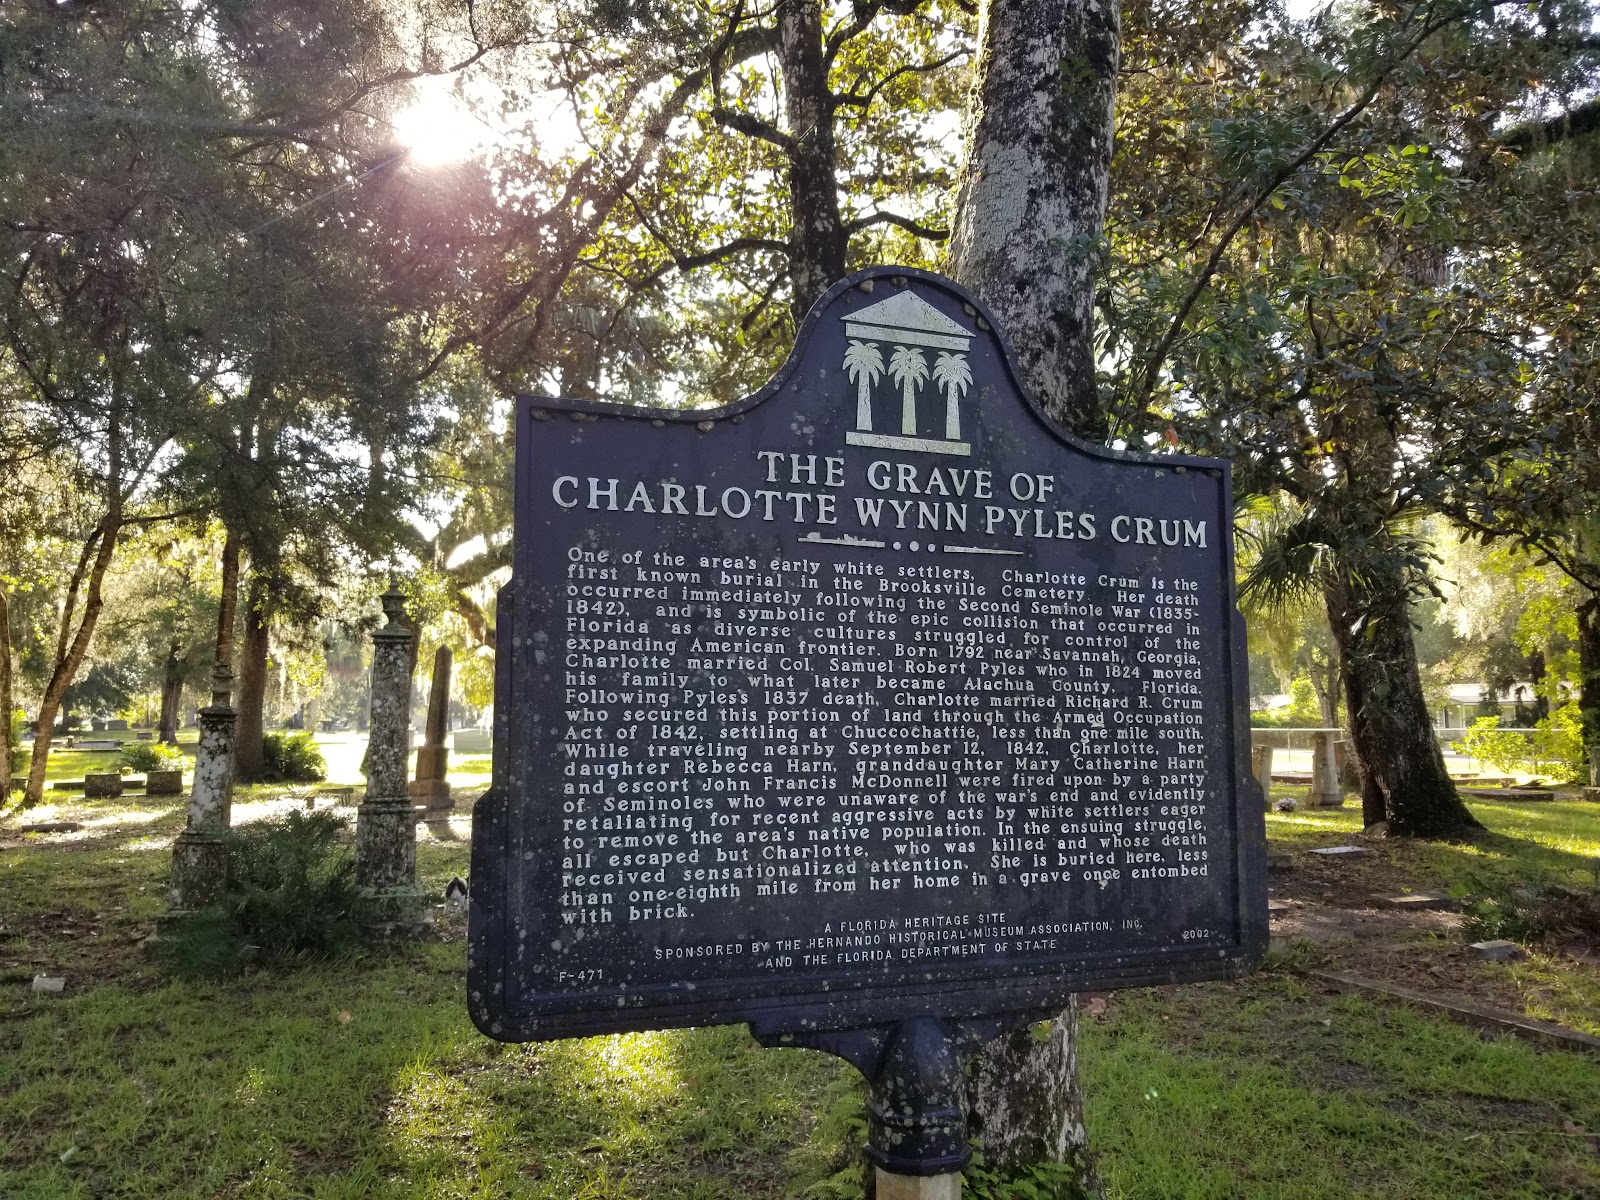 THE GRAVE OF
CHARLOTTE WYNN PYLES CRUM
One of the area's early white settlers, Charlotte Crum is the
first known burial in the Brooksville Cemetery. Her death
occurred immediately following the Second Seminole War (1835-
1842), and is symbolic of the epic collision that occurred in
Florida as diverse cultures struggled for control of the
expanding American frontier. Born 1792 near Savannah, Georgia,
Charlotte married Col. Samuel Robert Pyles who in 1824 moved
his family to what later became Alachua County, Florida.
Following Pyles's 1837 death, Charlotte married Richard R. Crum
who secured this portion of land through the Armed Occupation
Act of 1842, settling at Chuccochattie, less than one mile south.
While traveling nearby September 12, 1842, Charlotte, her
daughter Rebecca Harn, granddaughter Mary Catherine Harn
and escort John Francis McDonnell were fired upon by a party
of Seminoles who were unaware of the war's end and evidently
retaliating for recent aggressive acts by white settlers eager
to remove the area's native population. In the ensuing struggle,
all escaped but Charlotte, who was killed and whose death
received sensationalized attention. She is buried here, less
than one-eighth mile from her home in a grave once entombed
with brick.
A FLORIDA HERITAGE SITE
SPONSORED BY THE HERNANDO HISTORICAL MUSEUM ASSOCIATION, INC.
AND THE FLORIDA DEPARTMENT OF STATE
F-471 2002